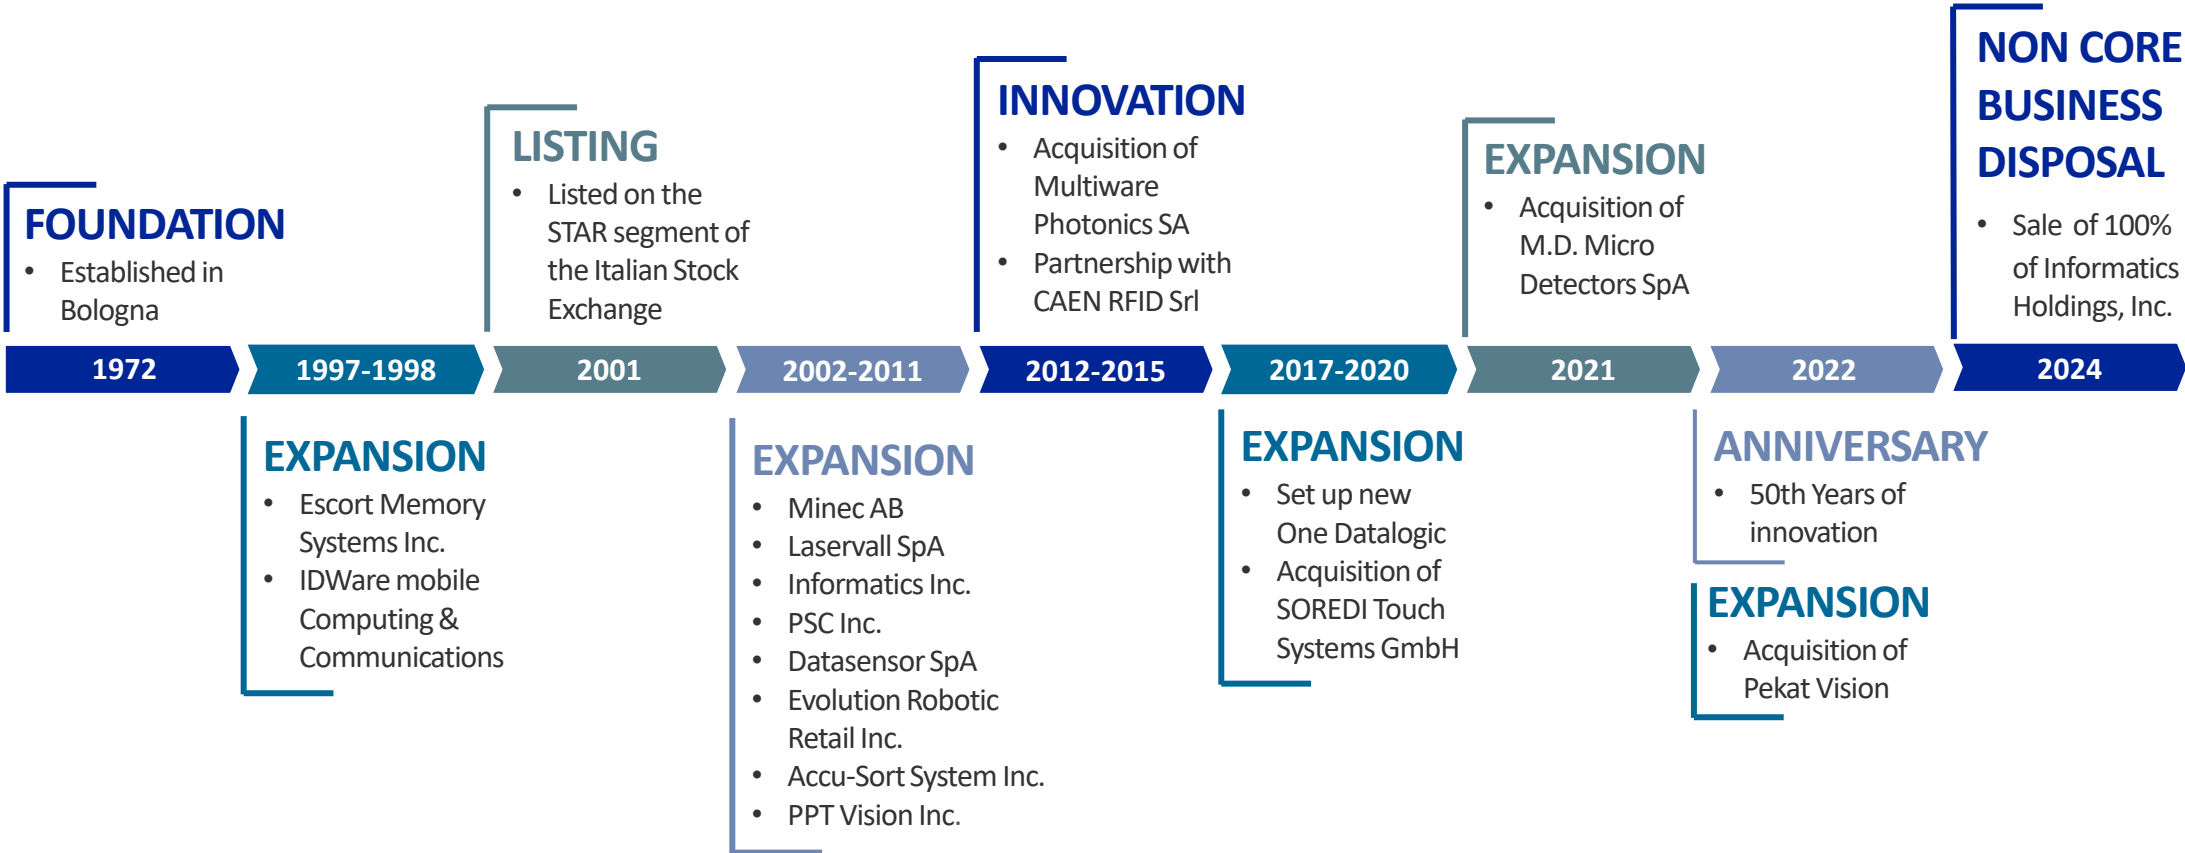 FOUNDATION
• Established in
Bologna
LISTING
• Listed on the
STAR segment of
the Italian Stock
Exchange
INNOVATION
• Acquisition of
Multiware
Photonics SA
• Partnership with
CAEN RFID Srl
EXPANSION
• Acquisition of
M.D. Micro
Detectors SpA
NON CORE
BUSINESS
DISPOSAL
• Sale of 100%
of Informatics
Holdings, Inc.
1972
1997-1998
2001
2002-2011
2012-2015
2017-2020
2021
2022
2024
EXPANSION
• Escort Memory
Systems Inc.
• IDWare mobile
Computing &
Communications
EXPANSION
• Minec AB
• Laservall SpA
• Informatics Inc.
• PSC Inc.
• Datasensor SpA
• Evolution Robotic
Retail Inc.
• Accu-Sort System Inc.
• PPT Vision Inc.
EXPANSION
• Set up new
One Datalogic
• Acquisition of
SOREDI Touch
Systems GmbH
ANNIVERSARY
• 50th Years of
innovation
EXPANSION
• Acquisition of
Pekat Vision